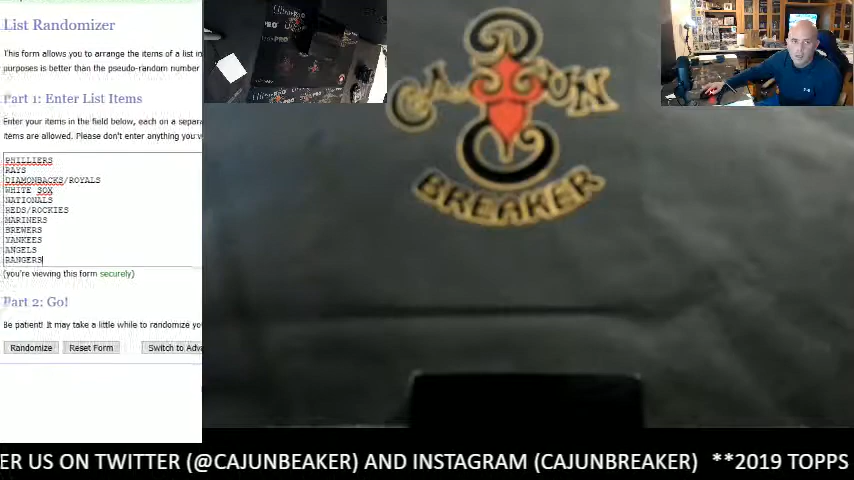 List Randomizer
This form allows you to arrange the items of a list in
purposes is better than the pseudo-random number
Part 1: Enter List Items
Enter your items in the field below, each on a separa
items are allowed. Please don't enter anything you'v
PHILLIERS
RAYS
DIAMONBACKS/ROYALS
WHITE SOX
NATIONALS
REDS/ROCKIES
MARINERS
BREWERS
YANKEES
ANGELS
RANGERS
(you're viewing this form securely)
Part 2: Go!
Be patient! It may take a little while to randomize yo
Randomize Reset Form Switch to Adva
CAJUN
BREAKER
ER US ON TWITTER (@CAJUNBEAKER) AND INSTAGRAM (CAJUNBREAKER) **2019 TOPPS